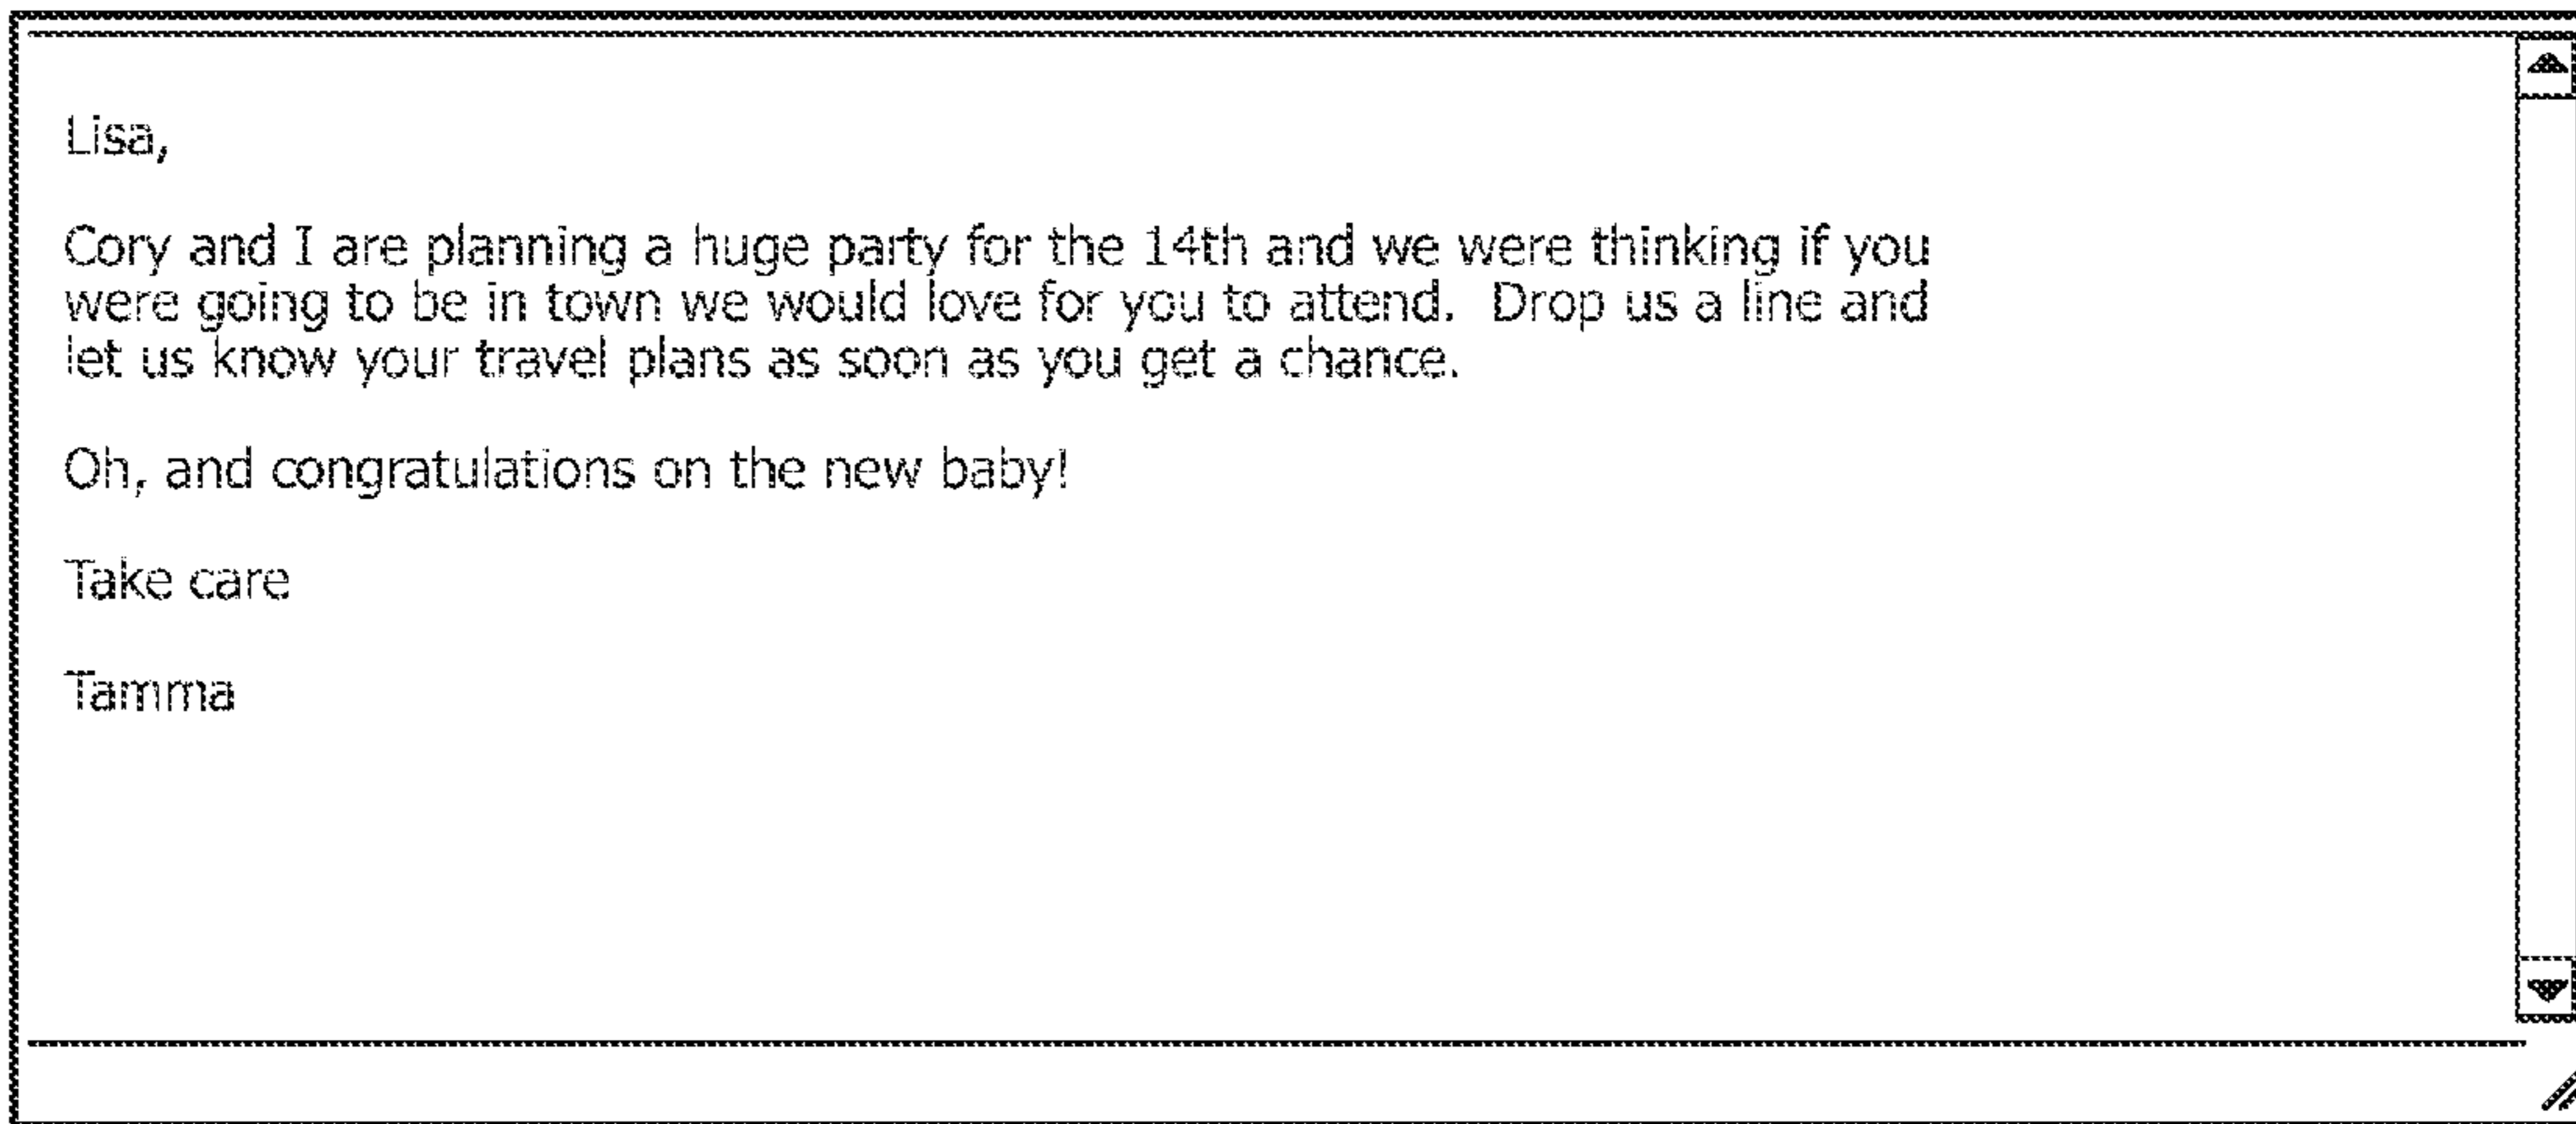 Lisa,
Cory and I are planning a huge party for the 14th and we were thinking if you
were going to be in town we would love for you to attend.  Drop us a line and
let us know your travel plans as soon as you get a chance.
Oh, and congratulations on the new baby!
Take care
Tamma